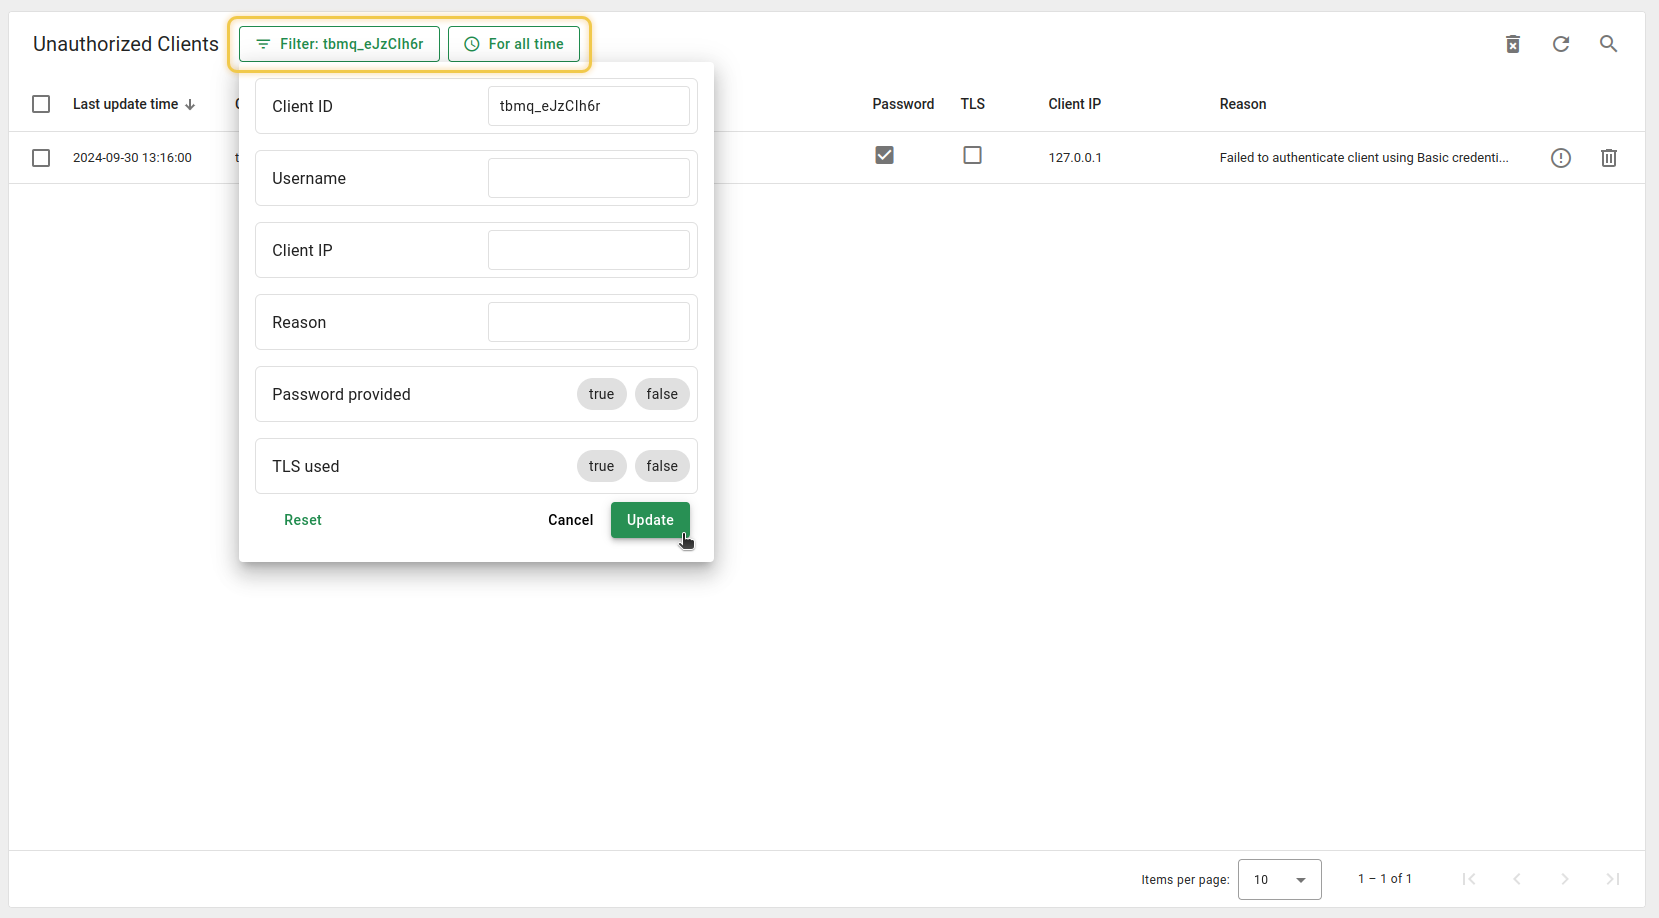 Unauthorized Clients
Filter: tbmq_eJzCIh6r
For all time
Last update time
Password
TLS
Client IP
Reason
2024-09-30 13:16:00
127.0.0.1
Failed to authenticate client using Basic credenti...
Client ID
tbmq_eJzCIh6r
Username
Client IP
Reason
Password provided
true
false
TLS used
true
false
Reset
Cancel
Update
Items per page:
10
1 – 1 of 1